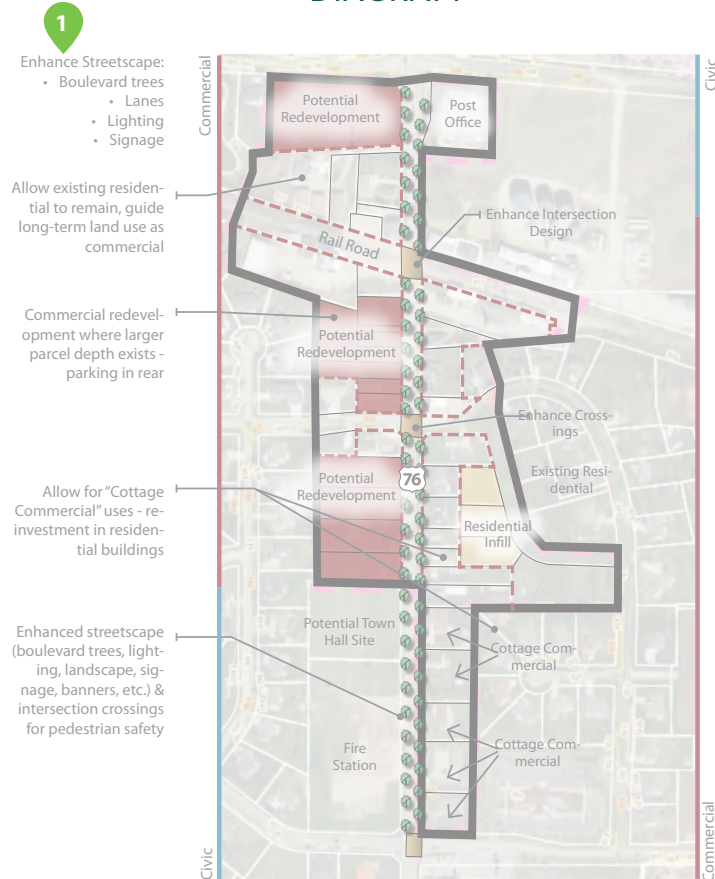 1
Enhance Streetscape:
• Boulevard trees
• Lanes
• Lighting
• Signage
Allow existing residen-
tial to remain, guide
long-term land use as
commercial
Commercial redevel-
opment where larger
parcel depth exists -
parking in rear
Allow for “Cottage
Commercial” uses - re-
investment in residen-
tial buildings
Enhanced streetscape
(boulevard trees, light-
ing, landscape, sig-
nage, banners, etc.) &
intersection crossings
for pedestrian safety
Commercial
Civic
Civic
Commercial
Potential
Redevelopment
Post
Office
Enhance Intersection
Design
Rail Road
Potential
Redevelopment
Enhance Cross-
ings
Existing Resi-
dential
Potential
Redevelopment
76
Residential
Infill
Potential Town
Hall Site
Cottage Com-
mercial
Fire
Station
Cottage Com-
mercial